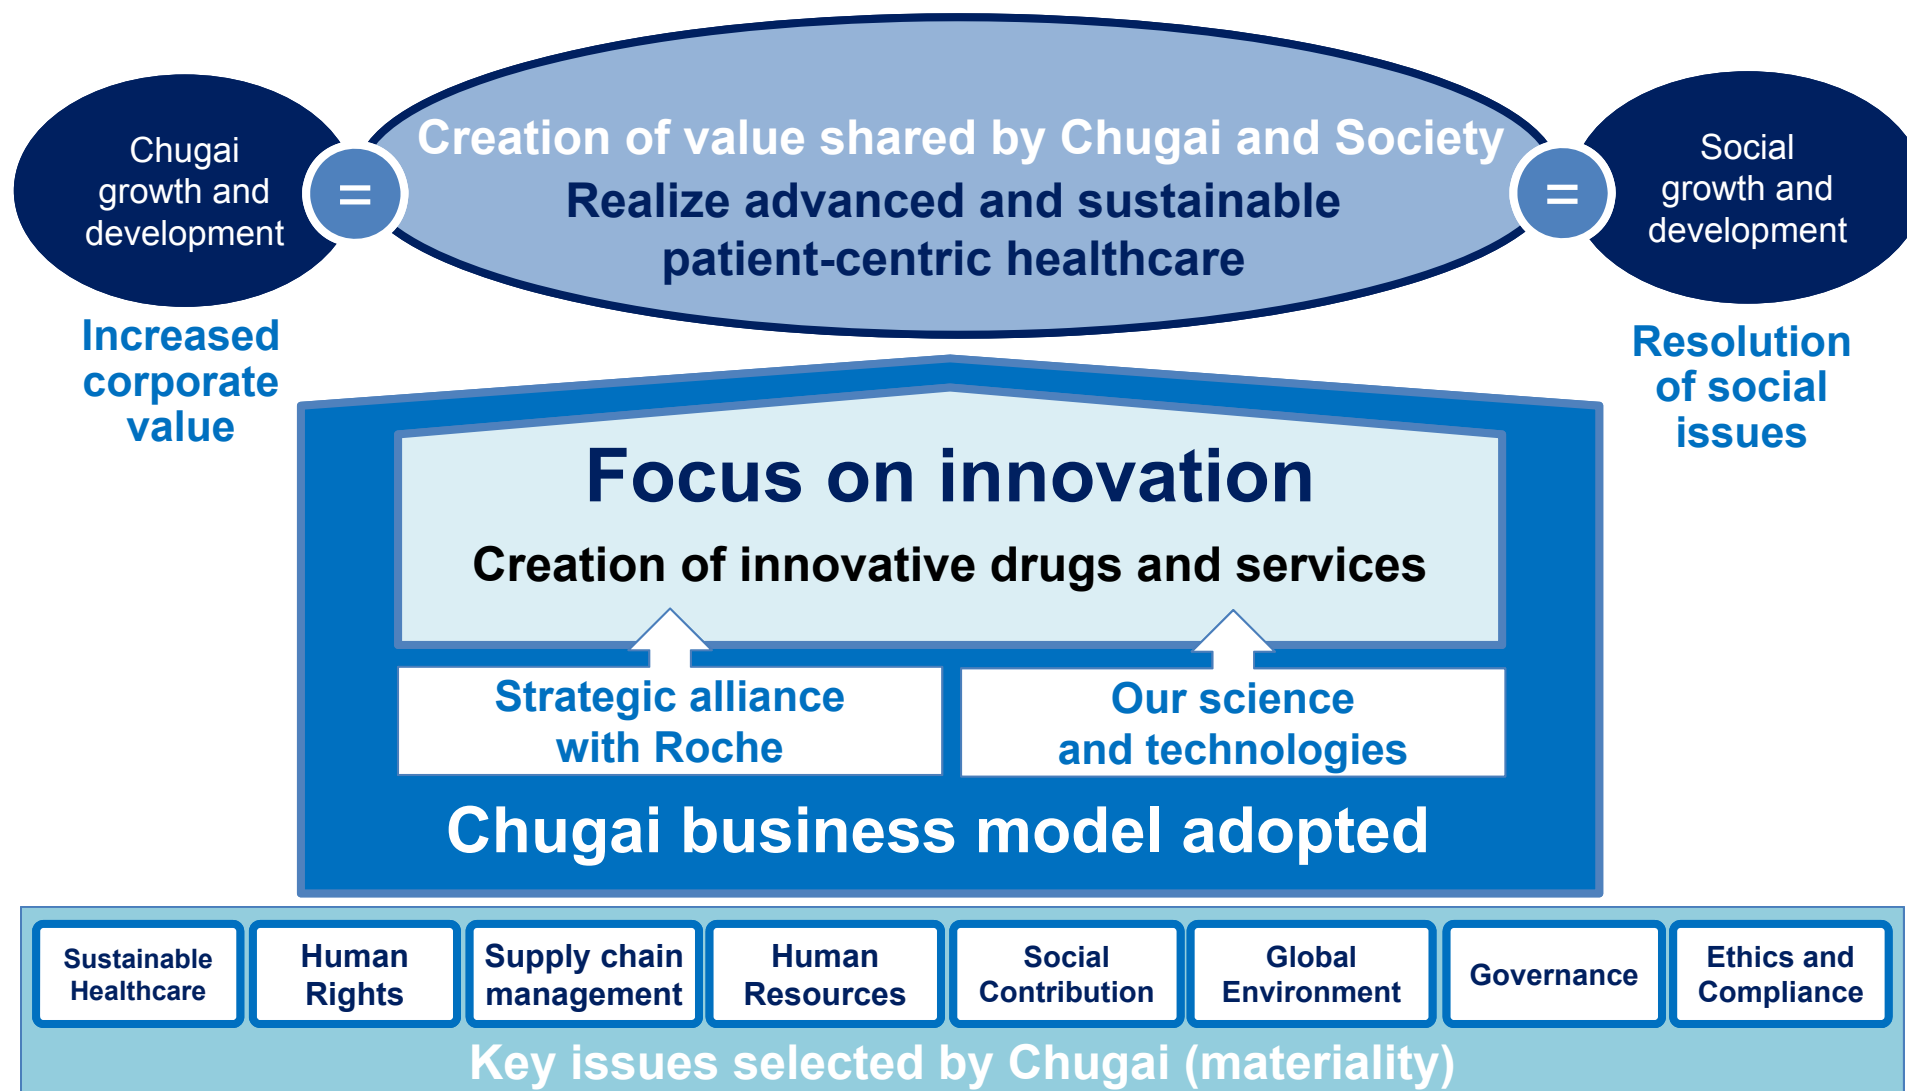 Chugai
growth and
development
=
Creation of value shared by Chugai and Society
Realize advanced and sustainable
patient-centric healthcare
=
Social
growth and
development
Increased
corporate
value
Resolution
of social
issues
Focus on innovation
Creation of innovative drugs and services
Strategic alliance
with Roche
Our science
and technologies
Chugai business model adopted
Sustainable
Healthcare
Human
Rights
Supply chain
management
Human
Resources
Social
Contribution
Global
Environment
Governance
Ethics and
Compliance
Key issues selected by Chugai (materiality)